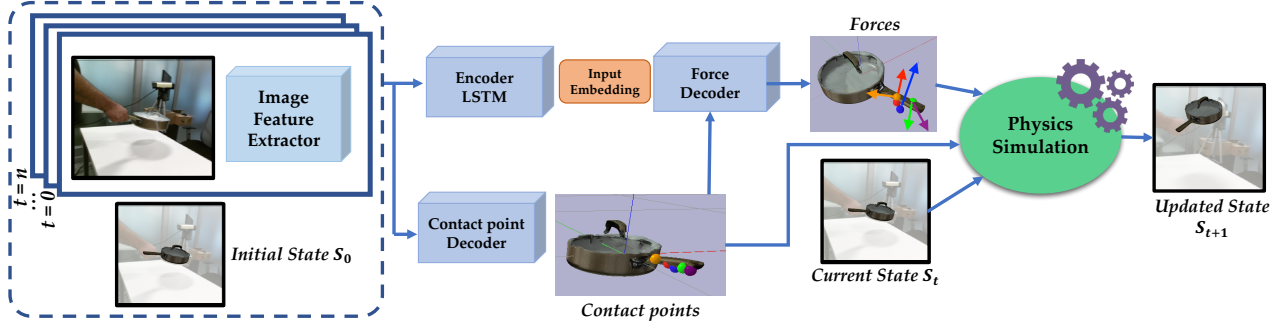 Image
Feature
Extractor
t = n
...
t = 0
Initial State S₀
Encoder
LSTM
Input
Embedding
Force
Decoder
Contact point
Decoder
Contact points
Forces
Current State Sₜ
Physics
Simulation
Updated State
Sₜ₊₁